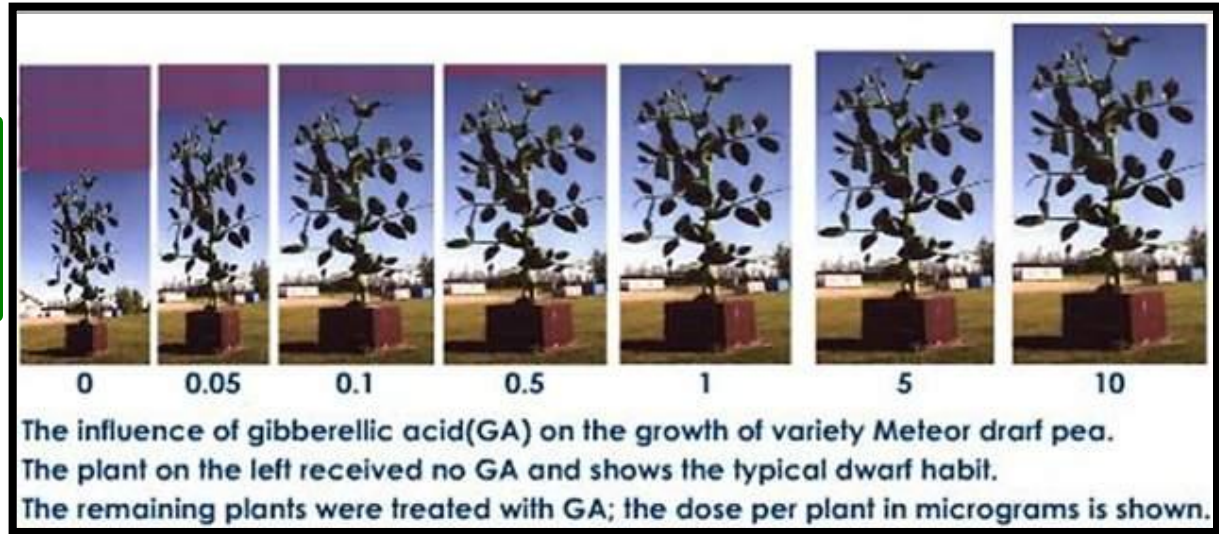 0 0.05 0.1 0.5 1 5 10
The influence of gibberellic acid(GA) on the growth of variety Meteor drarf pea.
The plant on the left received no GA and shows the typical dwarf habit.
The remaining plants were treated with GA; the dose per plant in micrograms is shown.